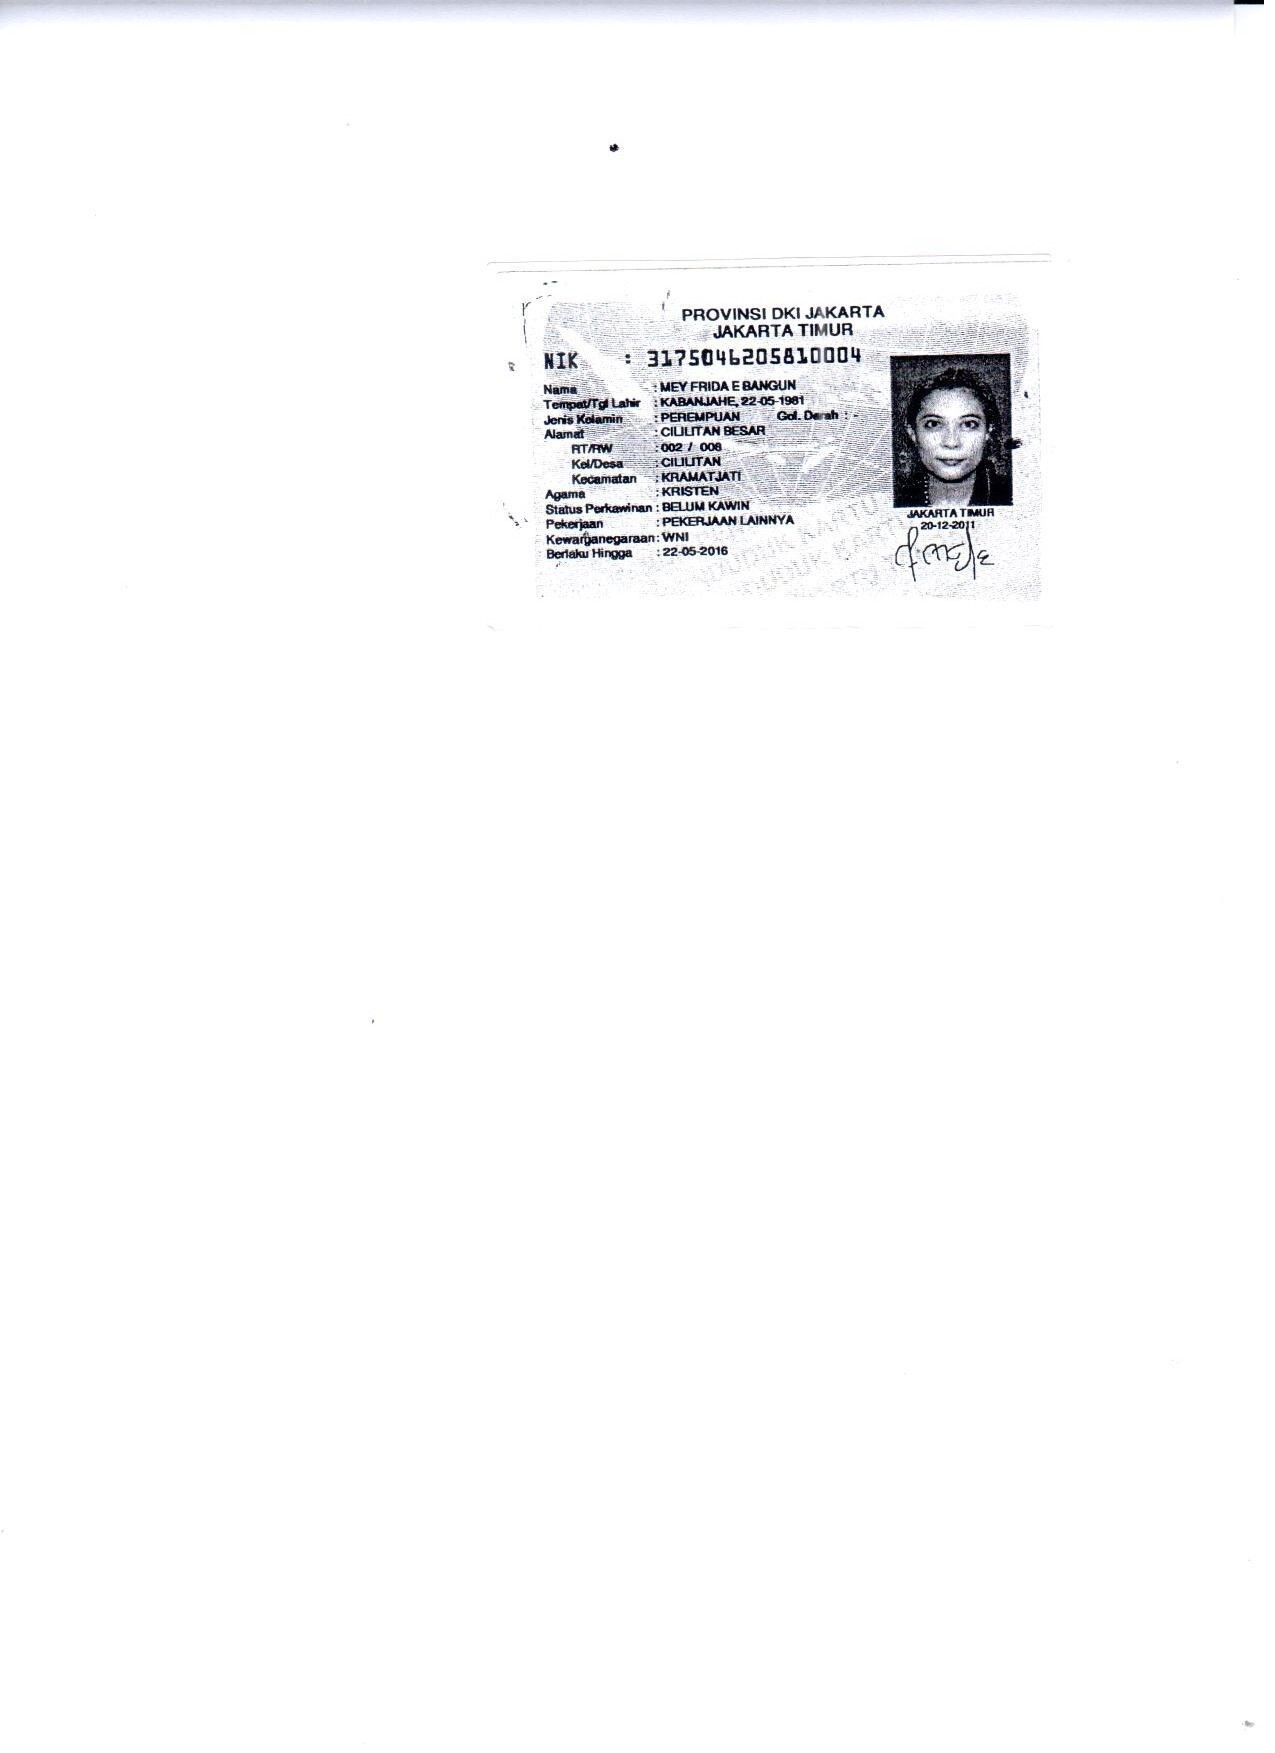 PROVINSI DKI JAKARTA
JAKARTA TIMUR
NIK : 3175046205810004
Nama : MEY FRIDA E BANGUN
Tempat/Tgl Lahir : KABANJAHE, 22-05-1981
Jenis Kelamin : PEREMPUAN Gol. Darah : -
Alamat : CILILITAN BESAR
RT/RW : 002 / 008
Kel/Desa : CILILITAN
Kecamatan : KRAMATJATI
Agama : KRISTEN
Status Perkawinan : BELUM KAWIN
Pekerjaan : PEKERJAAN LAINNYA
Kewarganegaraan : WNI
Berlaku Hingga : 22-05-2016
JAKARTA TIMUR
20-12-2011